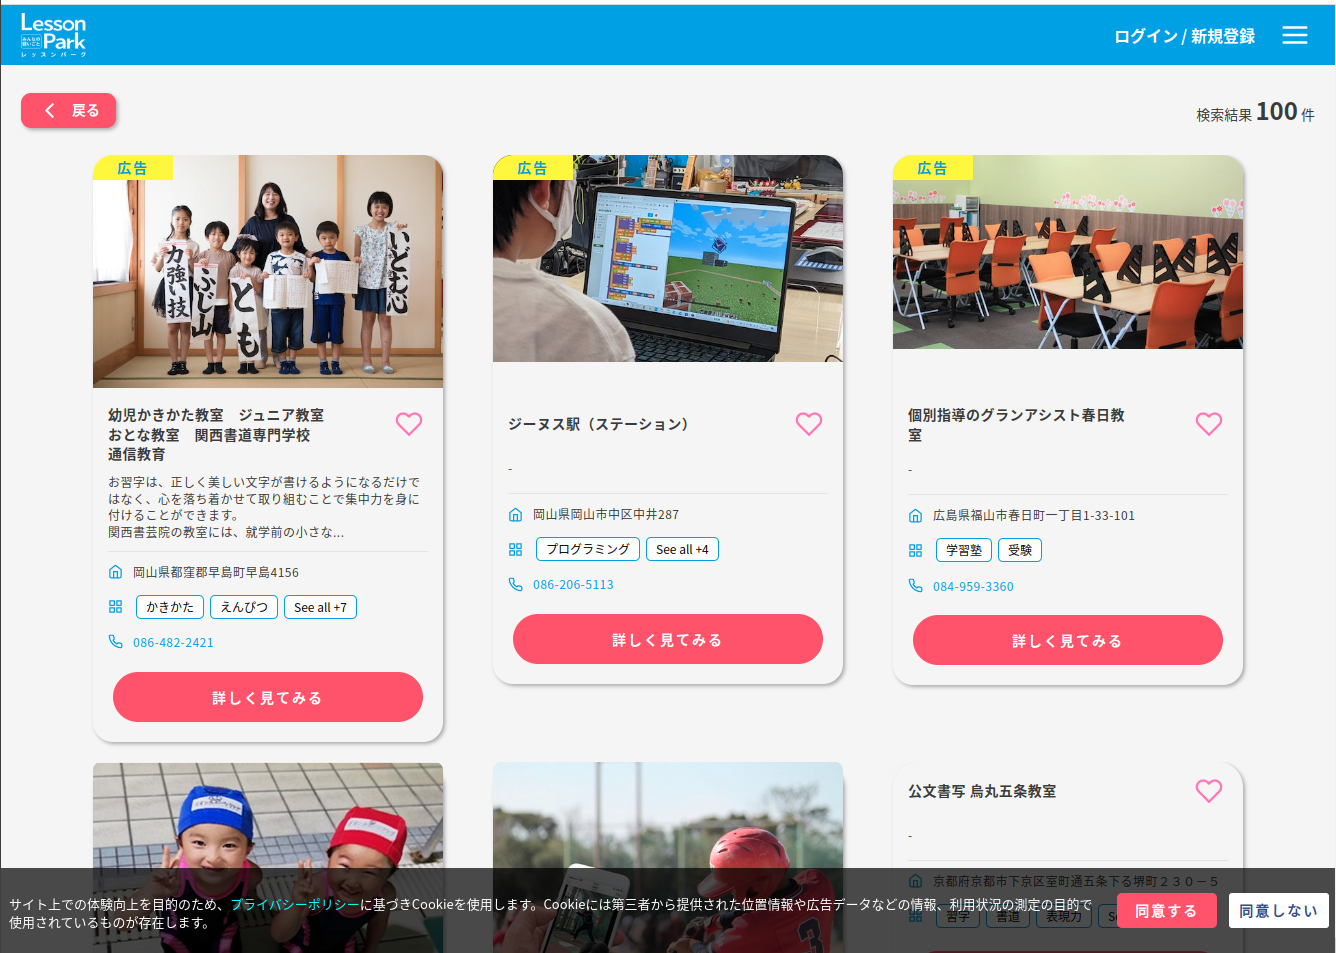 Lesson
みんなの
習いごと
Park
レッスンパーク
ログイン / 新規登録
戻る
検索結果 100 件
広告
力強い技
ふじ山
とも
いどむ心
幼児かきかた教室　ジュニア教室
おとな教室　関西書道専門学校
通信教育
お習字は、正しく美しい文字が書けるようになるだけで
はなく、心を落ち着かせて取り組むことで集中力を身に
付けることができます。
関西書芸院の教室には、就学前の小さな...
岡山県都窪郡早島町早島4156
かきかた えんぴつ See all +7
086-482-2421
詳しく見てみる
広告
ジーヌス駅（ステーション）
-
岡山県岡山市中区中井287
プログラミング See all +4
086-206-5113
詳しく見てみる
広告
個別指導のグランアシスト春日教
室
-
広島県福山市春日町一丁目1-33-101
学習塾 受験
084-959-3360
詳しく見てみる
3
公文書写 烏丸五条教室
-
京都府京都市下京区室町通五条下る堺町２３０－５
習字 書道 表現力
サイト上での体験向上を目的のため、プライバシーポリシーに基づきCookieを使用します。Cookieには第三者から提供された位置情報や広告データなどの情報、利用状況の測定の目的で
使用されているものが存在します。
同意する
同意しない